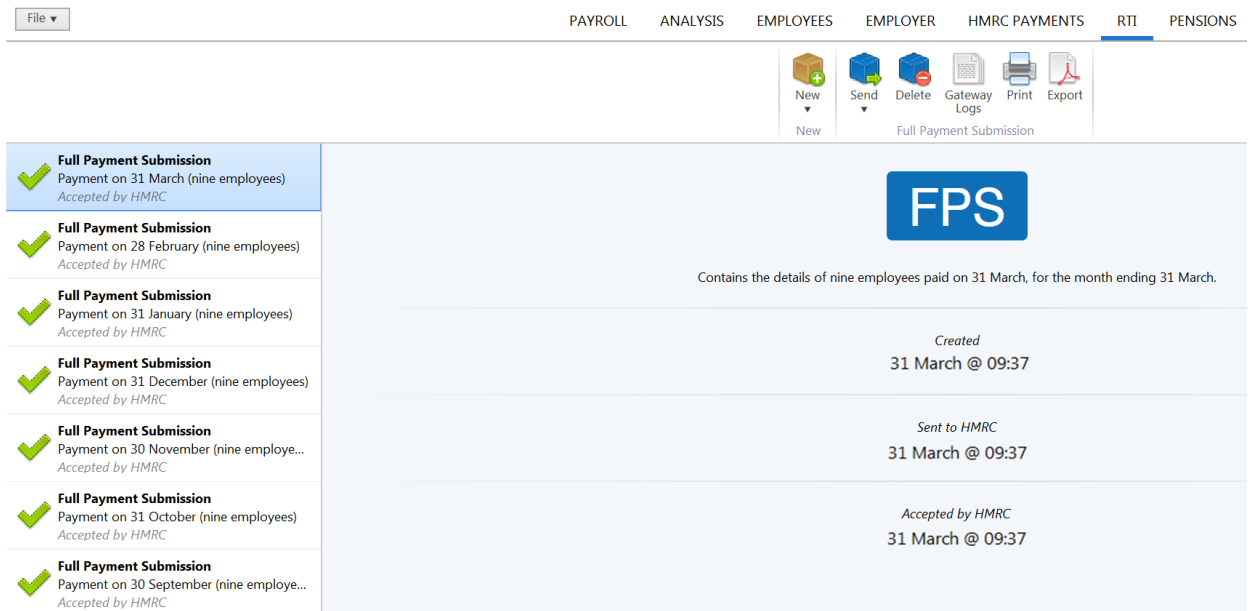 File ▾
PAYROLL ANALYSIS EMPLOYEES EMPLOYER HMRC PAYMENTS RTI PENSIONS
New Send Delete Gateway Logs Print Export
New Full Payment Submission
Full Payment Submission
Payment on 31 March (nine employees)
Accepted by HMRC
Full Payment Submission
Payment on 28 February (nine employees)
Accepted by HMRC
Full Payment Submission
Payment on 31 January (nine employees)
Accepted by HMRC
Full Payment Submission
Payment on 31 December (nine employees)
Accepted by HMRC
Full Payment Submission
Payment on 30 November (nine employe...
Accepted by HMRC
Full Payment Submission
Payment on 31 October (nine employees)
Accepted by HMRC
Full Payment Submission
Payment on 30 September (nine employe...
Accepted by HMRC
FPS
Contains the details of nine employees paid on 31 March, for the month ending 31 March.
Created
31 March @ 09:37
Sent to HMRC
31 March @ 09:37
Accepted by HMRC
31 March @ 09:37